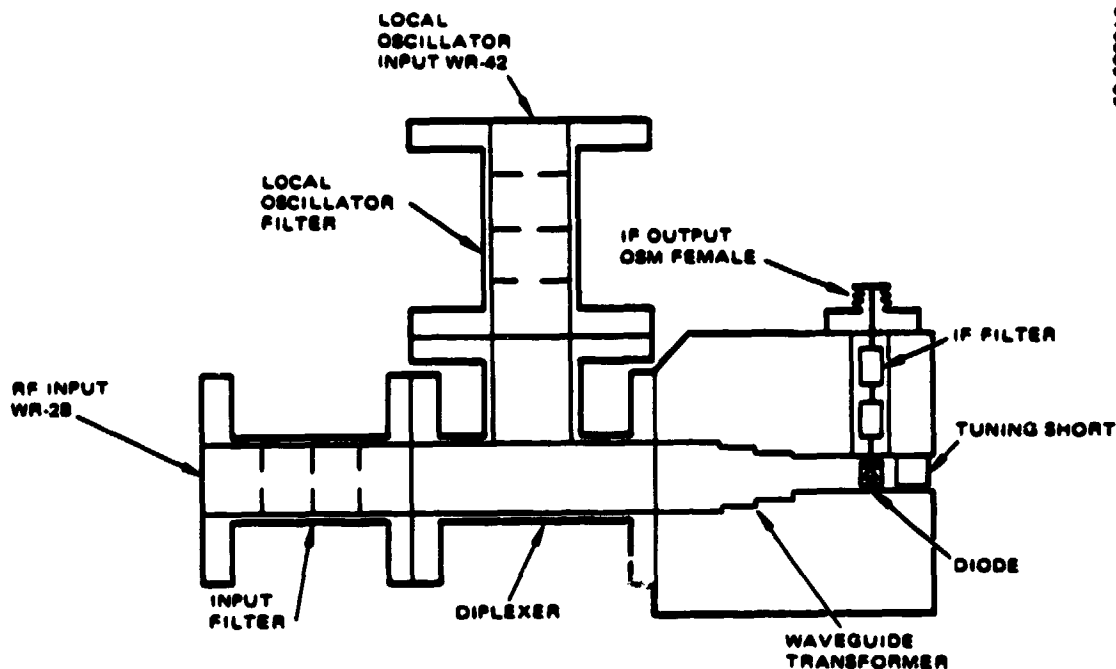 LOCAL
OSCILLATOR
INPUT WR-42
LOCAL
OSCILLATOR
FILTER
IF OUTPUT
OSM FEMALE
IF FILTER
RF INPUT
WR-28
TUNING SHORT
DIODE
INPUT
FILTER
DIPLEXER
WAVEGUIDE
TRANSFORMER